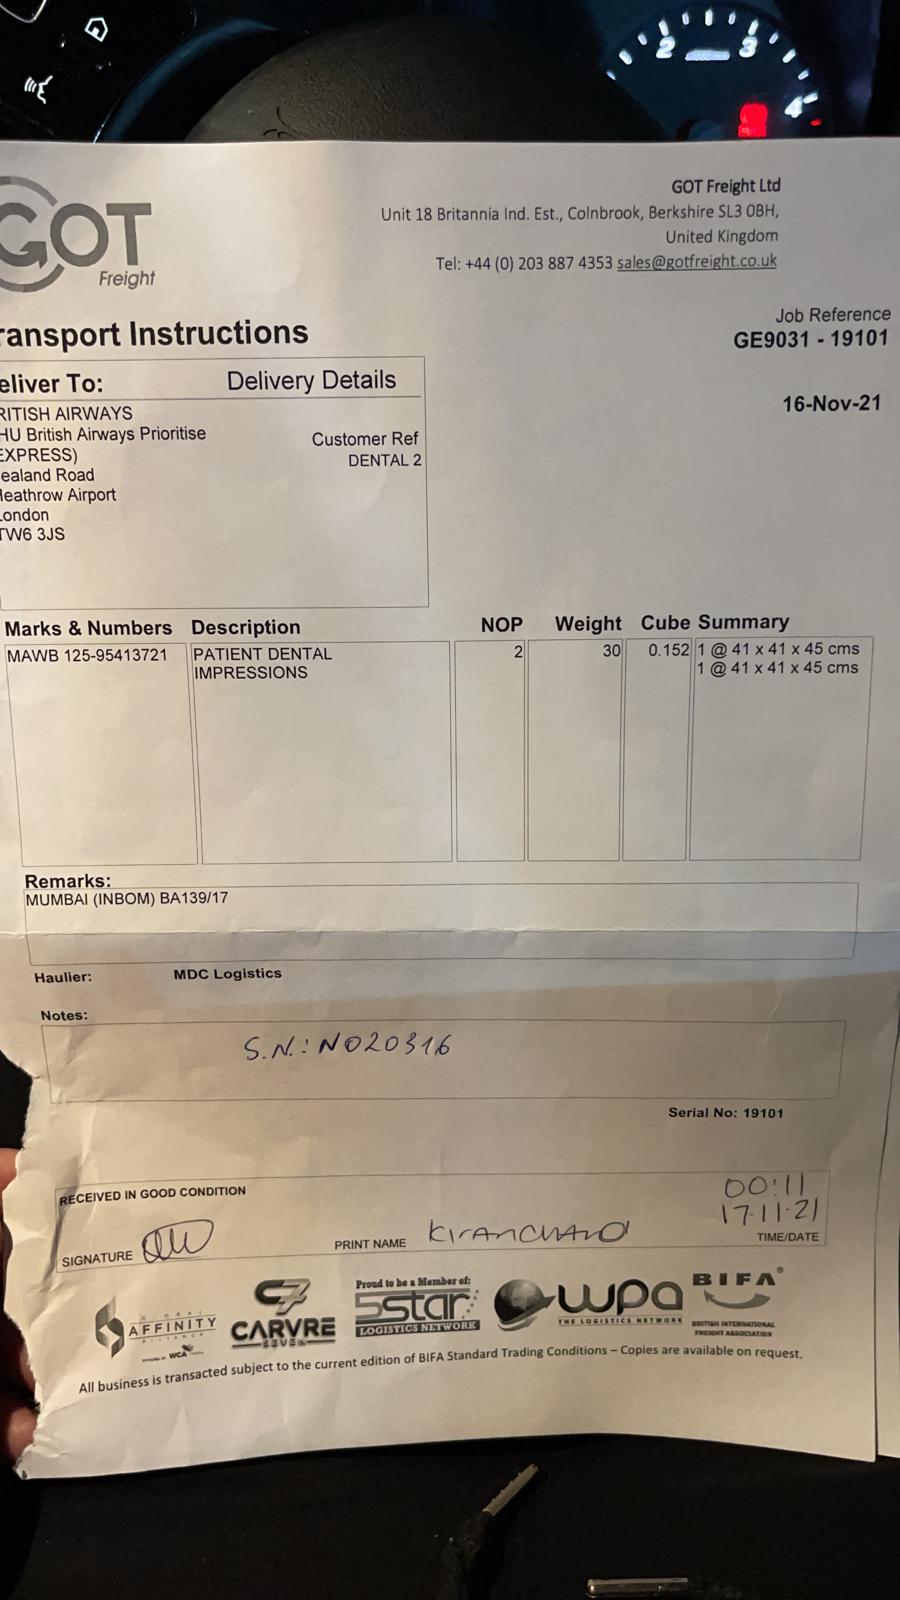 2 3 4
GOT
Freight
GOT Freight Ltd
Unit 18 Britannia Ind. Est., Colnbrook, Berkshire SL3 0BH,
United Kingdom
Tel: +44 (0) 203 887 4353 sales@gotfreight.co.uk
ransport Instructions
Job Reference
GE9031 - 19101
16-Nov-21
eliver To: Delivery Details
RITISH AIRWAYS
HU British Airways Prioritise
EXPRESS)
ealand Road
eathrow Airport
ondon
TW6 3JS
Customer Ref
DENTAL 2
Marks & Numbers Description NOP Weight Cube Summary
MAWB 125-95413721 PATIENT DENTAL 2 30 0.152 1 @ 41 x 41 x 45 cms
IMPRESSIONS 1 @ 41 x 41 x 45 cms
Remarks:
MUMBAI (INBOM) BA139/17
Haulier: MDC Logistics
Notes:
S.N.: NO20316
Serial No: 19101
RECEIVED IN GOOD CONDITION
00:11
17.11.21
SIGNATURE PRINT NAME KIRANCHAND TIME/DATE
GLOBAL
AFFINITY
ALLIANCE
WCA
C7
CARVRE
SEVEN
Proud to be a Member of:
5star
LOGISTICS NETWORK
wpa
THE LOGISTICS NETWORK
BIFA
BRITISH INTERNATIONAL
FREIGHT ASSOCIATION
All business is transacted subject to the current edition of BIFA Standard Trading Conditions – Copies are available on request.